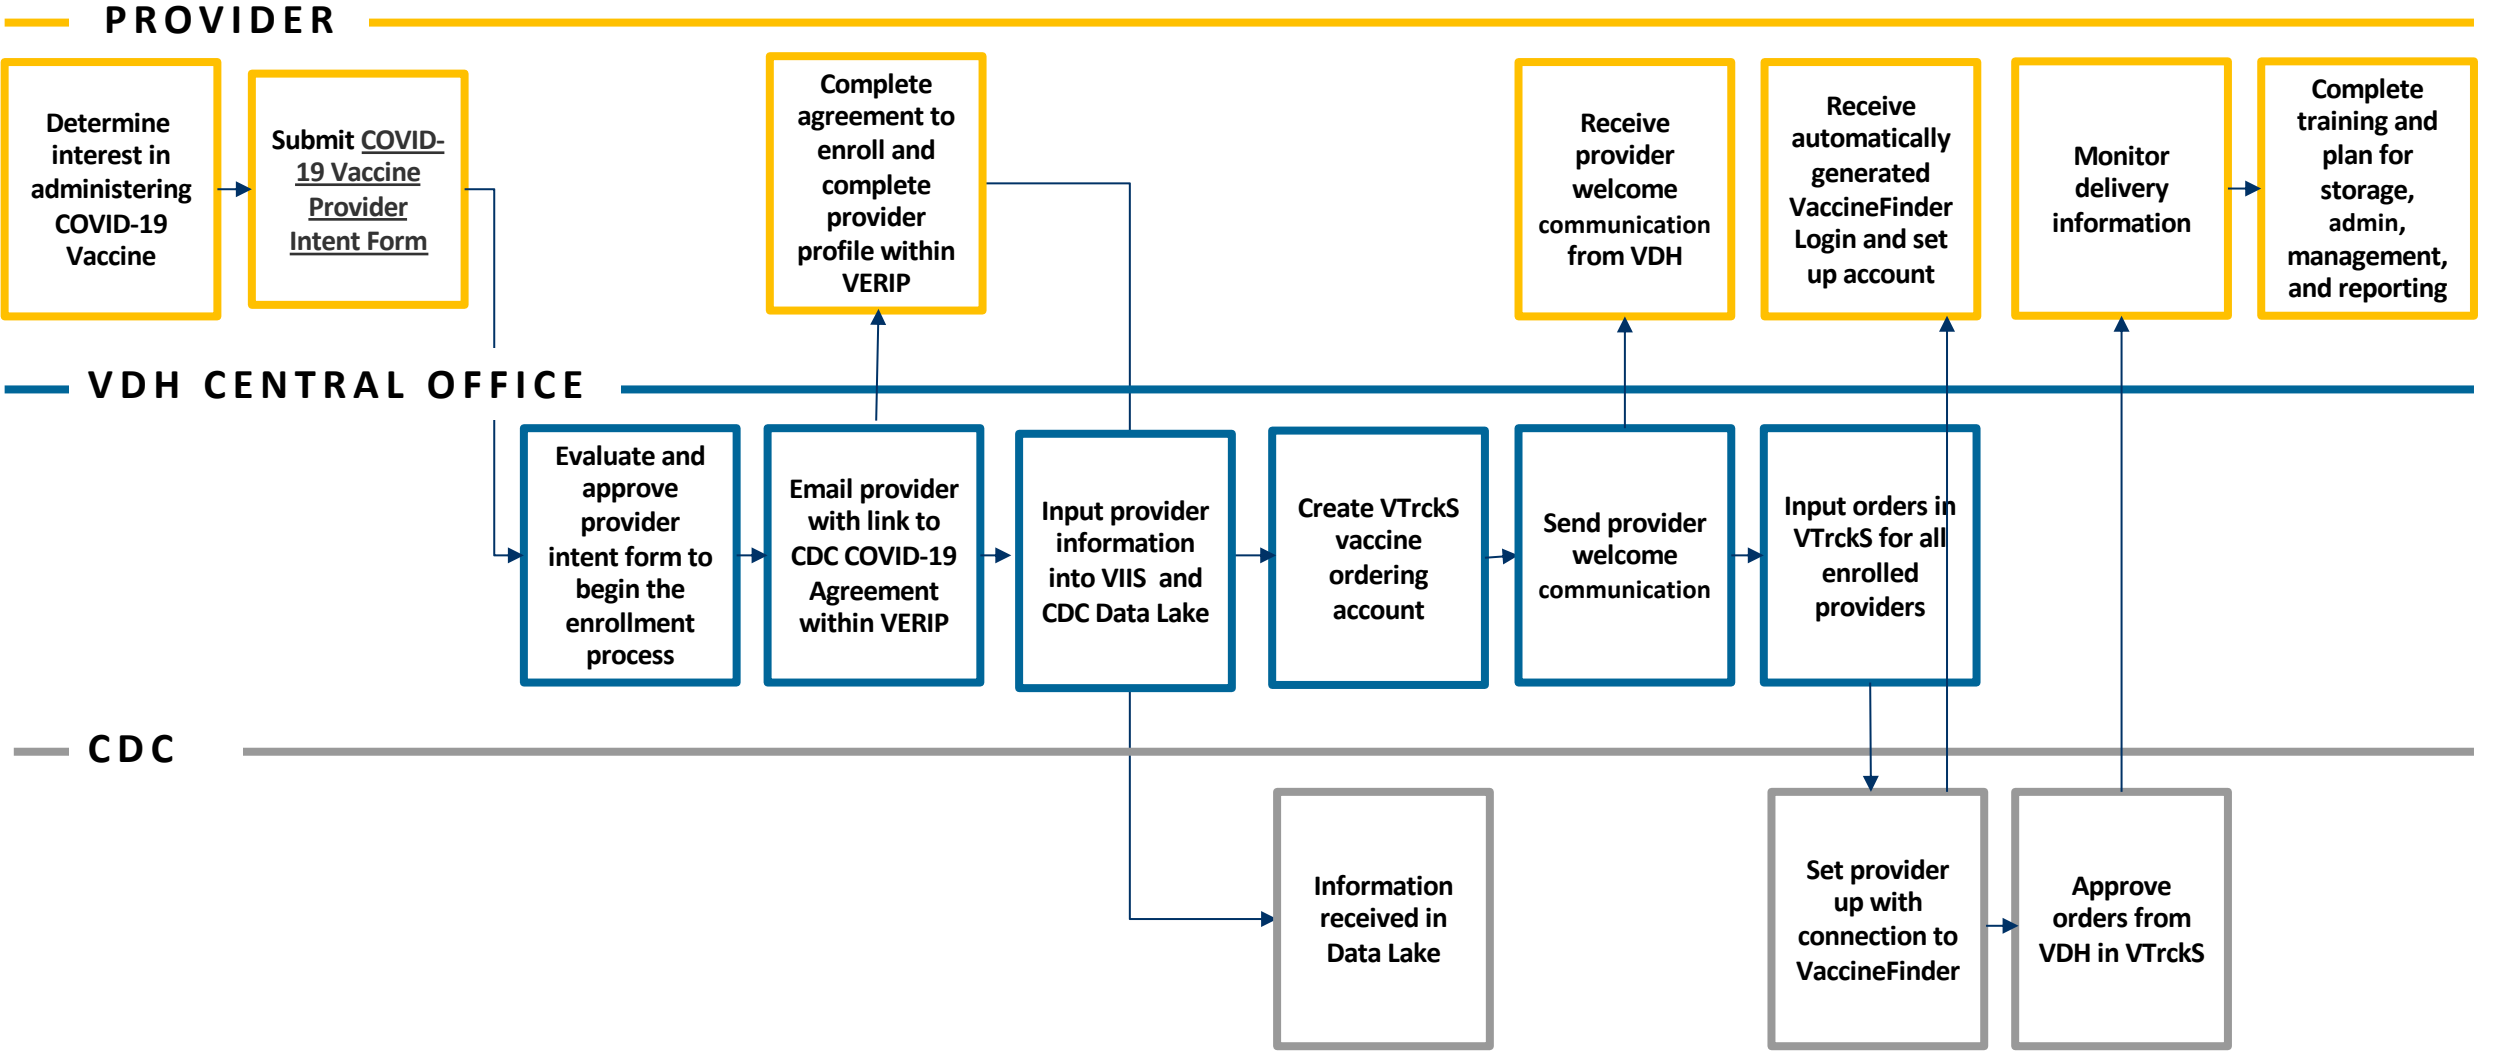 PROVIDER
Determine
interest in
administering
COVID-19
Vaccine
Submit COVID-
19 Vaccine
Provider
Intent Form
Complete
agreement to
enroll and
complete
provider
profile within
VERIP
Receive
provider
welcome
communication
from VDH
Receive
automatically
generated
VaccineFinder
Login and set
up account
Monitor
delivery
information
Complete
training and
plan for
storage,
admin,
management,
and reporting
VDH CENTRAL OFFICE
Evaluate and
approve
provider
intent form to
begin the
enrollment
process
Email provider
with link to
CDC COVID-19
Agreement
within VERIP
Input provider
information
into VIIS and
CDC Data Lake
Create VTrckS
vaccine
ordering
account
Send provider
welcome
communication
Input orders in
VTrckS for all
enrolled
providers
CDC
Information
received in
Data Lake
Set provider
up with
connection to
VaccineFinder
Approve
orders from
VDH in VTrckS